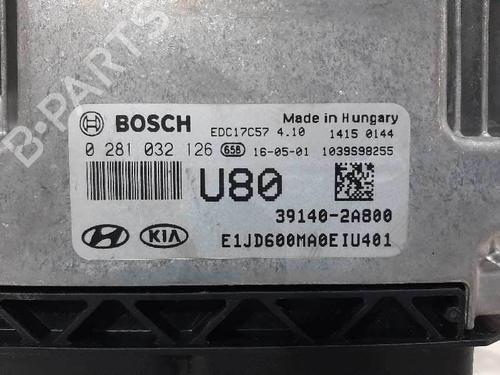 B-PARTS
BOSCH EDC17C57 4.10 Made in Hungary
1415 0144
0 281 032 126 658 16-05-01 1039S98255
U80
39140-2A800
KIA E1JD600MA0EIU401